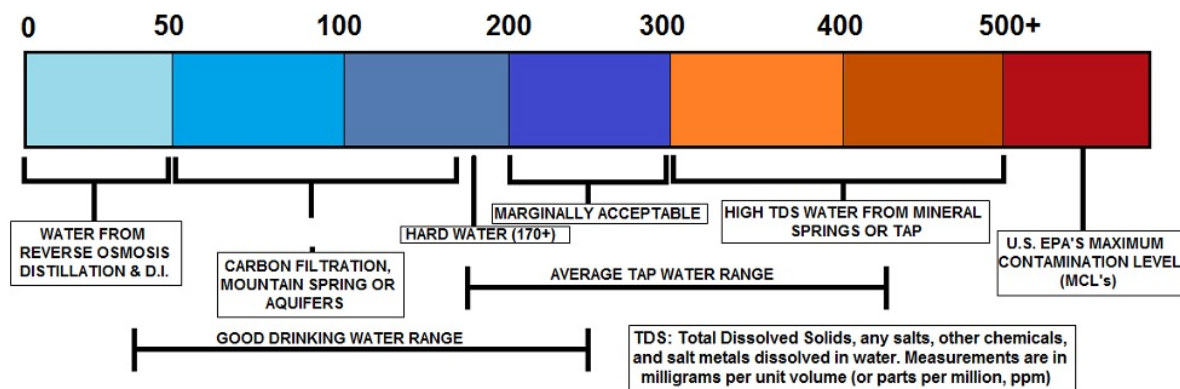 0 50 100 200 300 400 500+
WATER FROM
REVERSE OSMOSIS
DISTILLATION & D.I.
CARBON FILTRATION,
MOUNTAIN SPRING OR
AQUIFERS
HARD WATER (170+)
MARGINALLY ACCEPTABLE
HIGH TDS WATER FROM MINERAL
SPRINGS OR TAP
U.S. EPA'S MAXIMUM
CONTAMINATION LEVEL
(MCL's)
AVERAGE TAP WATER RANGE
GOOD DRINKING WATER RANGE
TDS: Total Dissolved Solids, any salts, other chemicals,
and salt metals dissolved in water. Measurements are in
milligrams per unit volume (or parts per million, ppm)